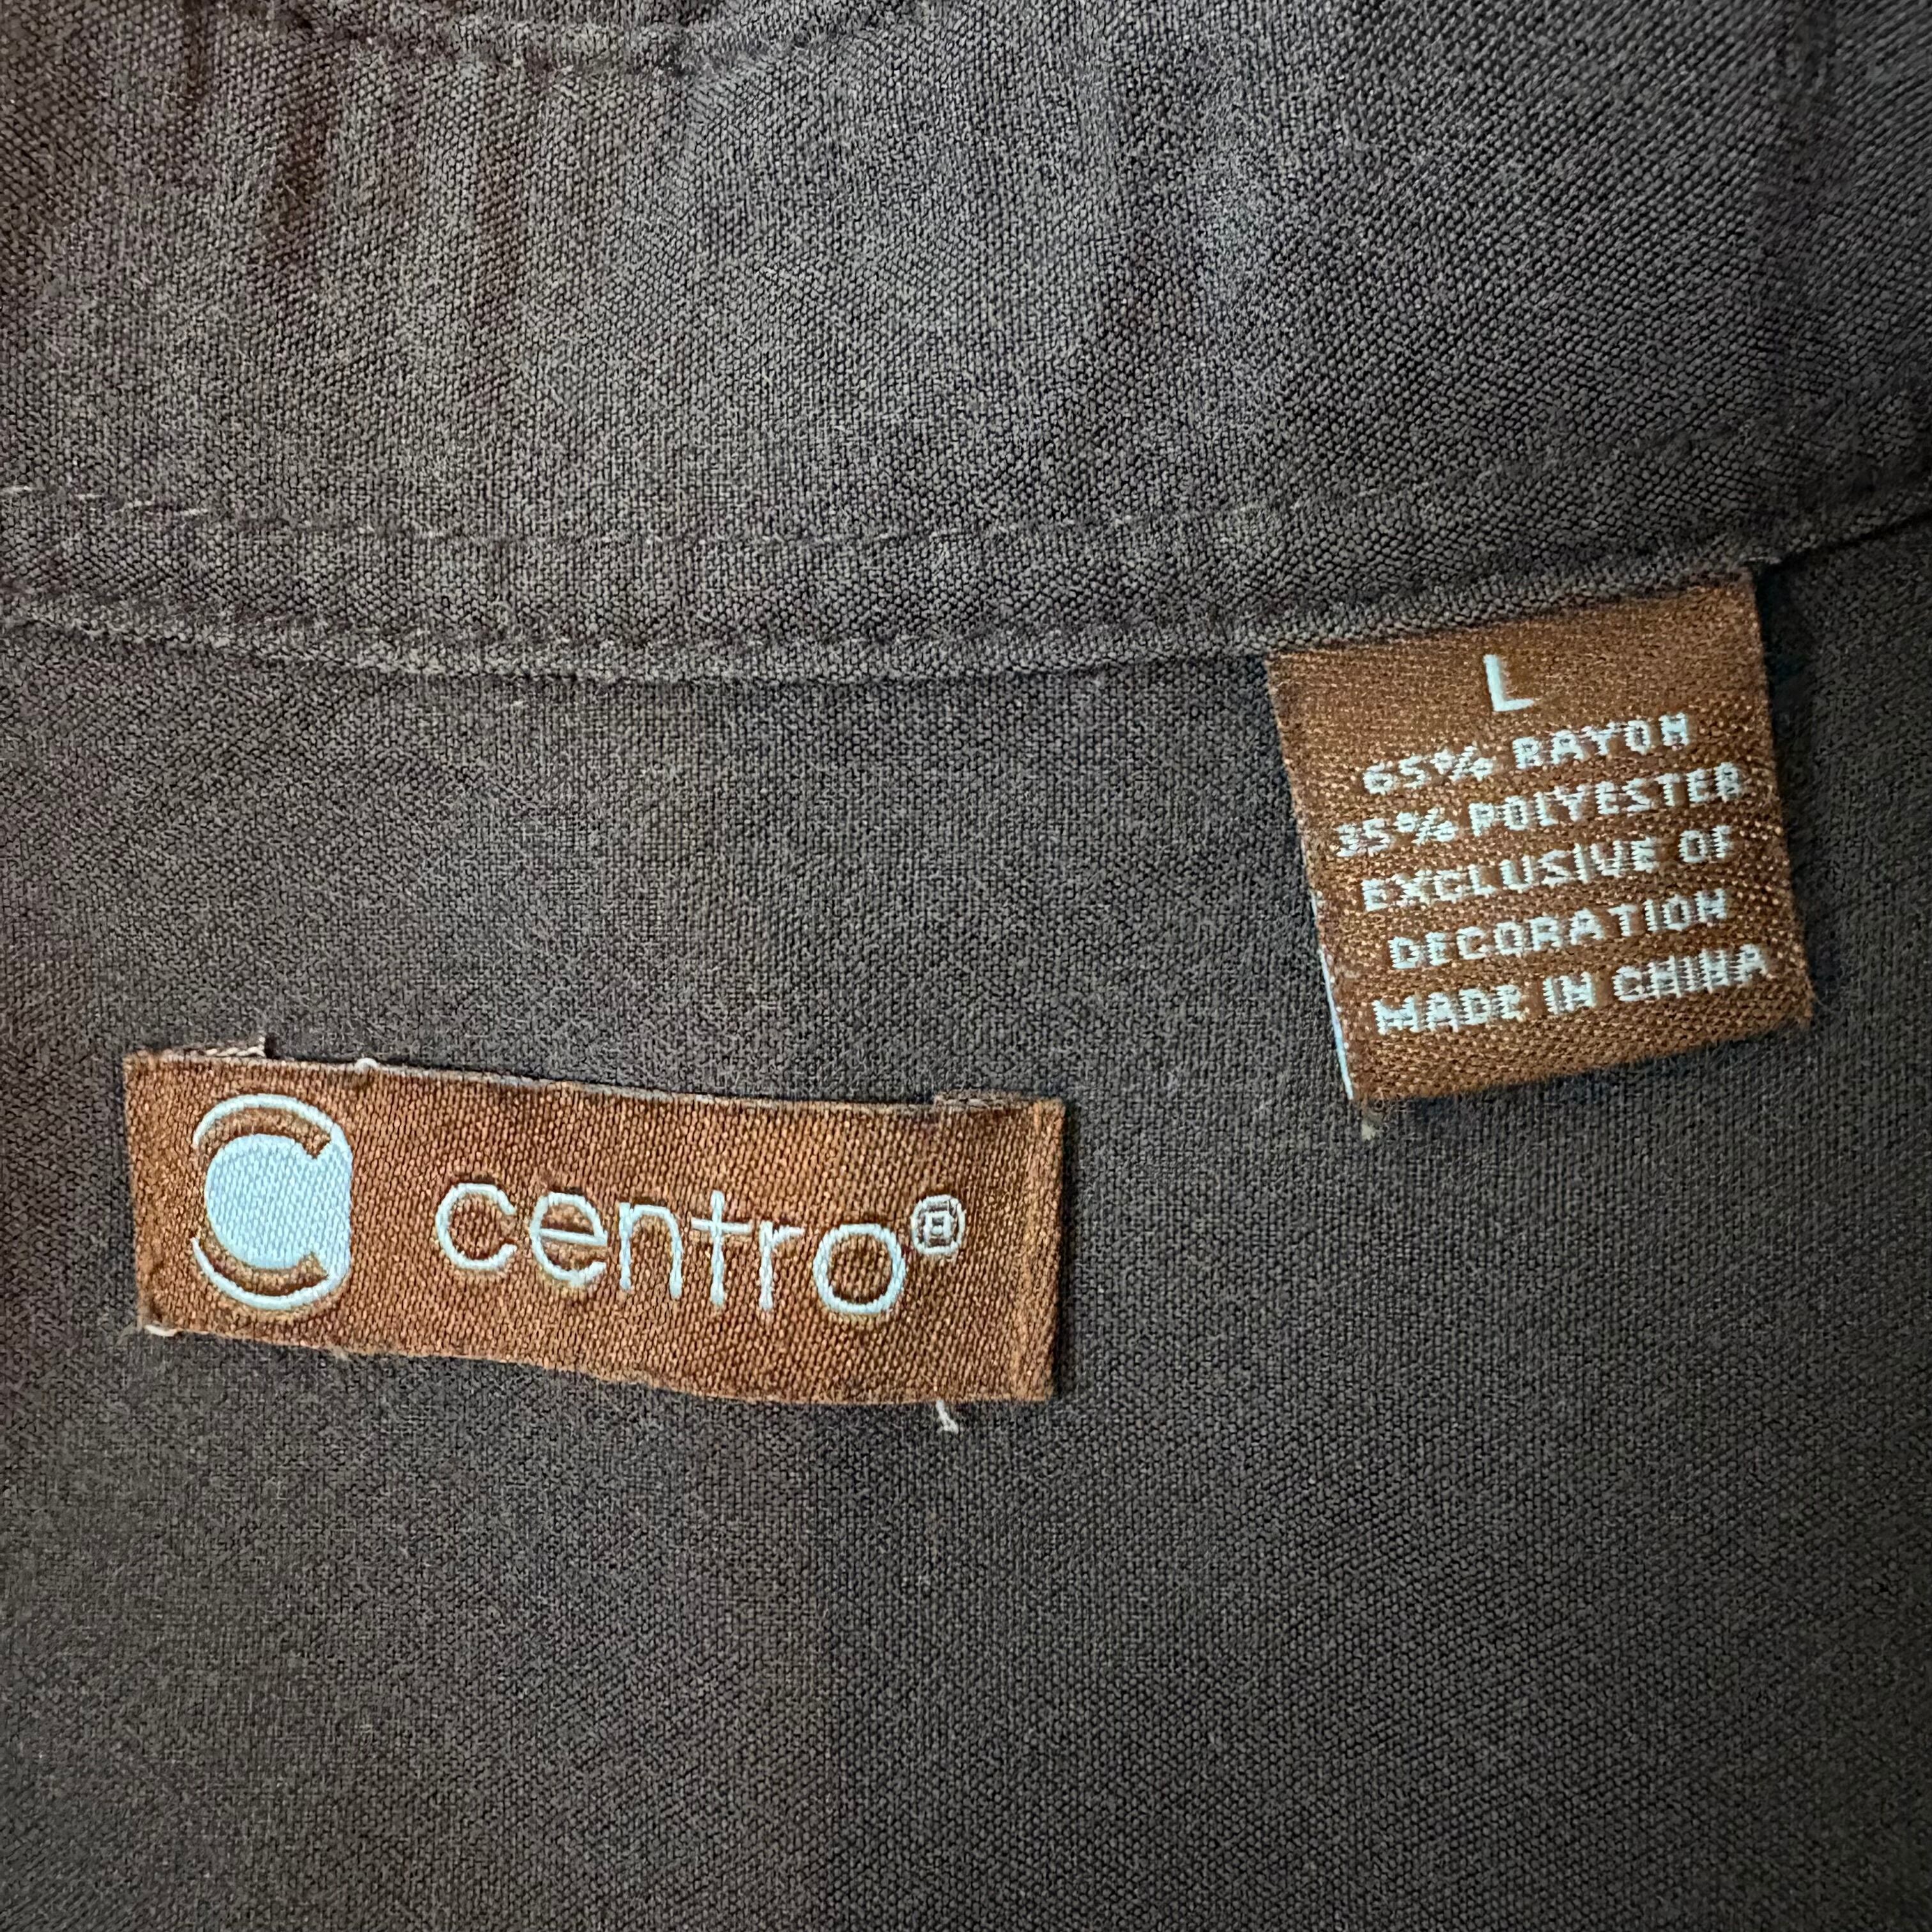 L
65% RAYON
35% POLYESTER
EXCLUSIVE OF
DECORATION
MADE IN CHINA
centro®